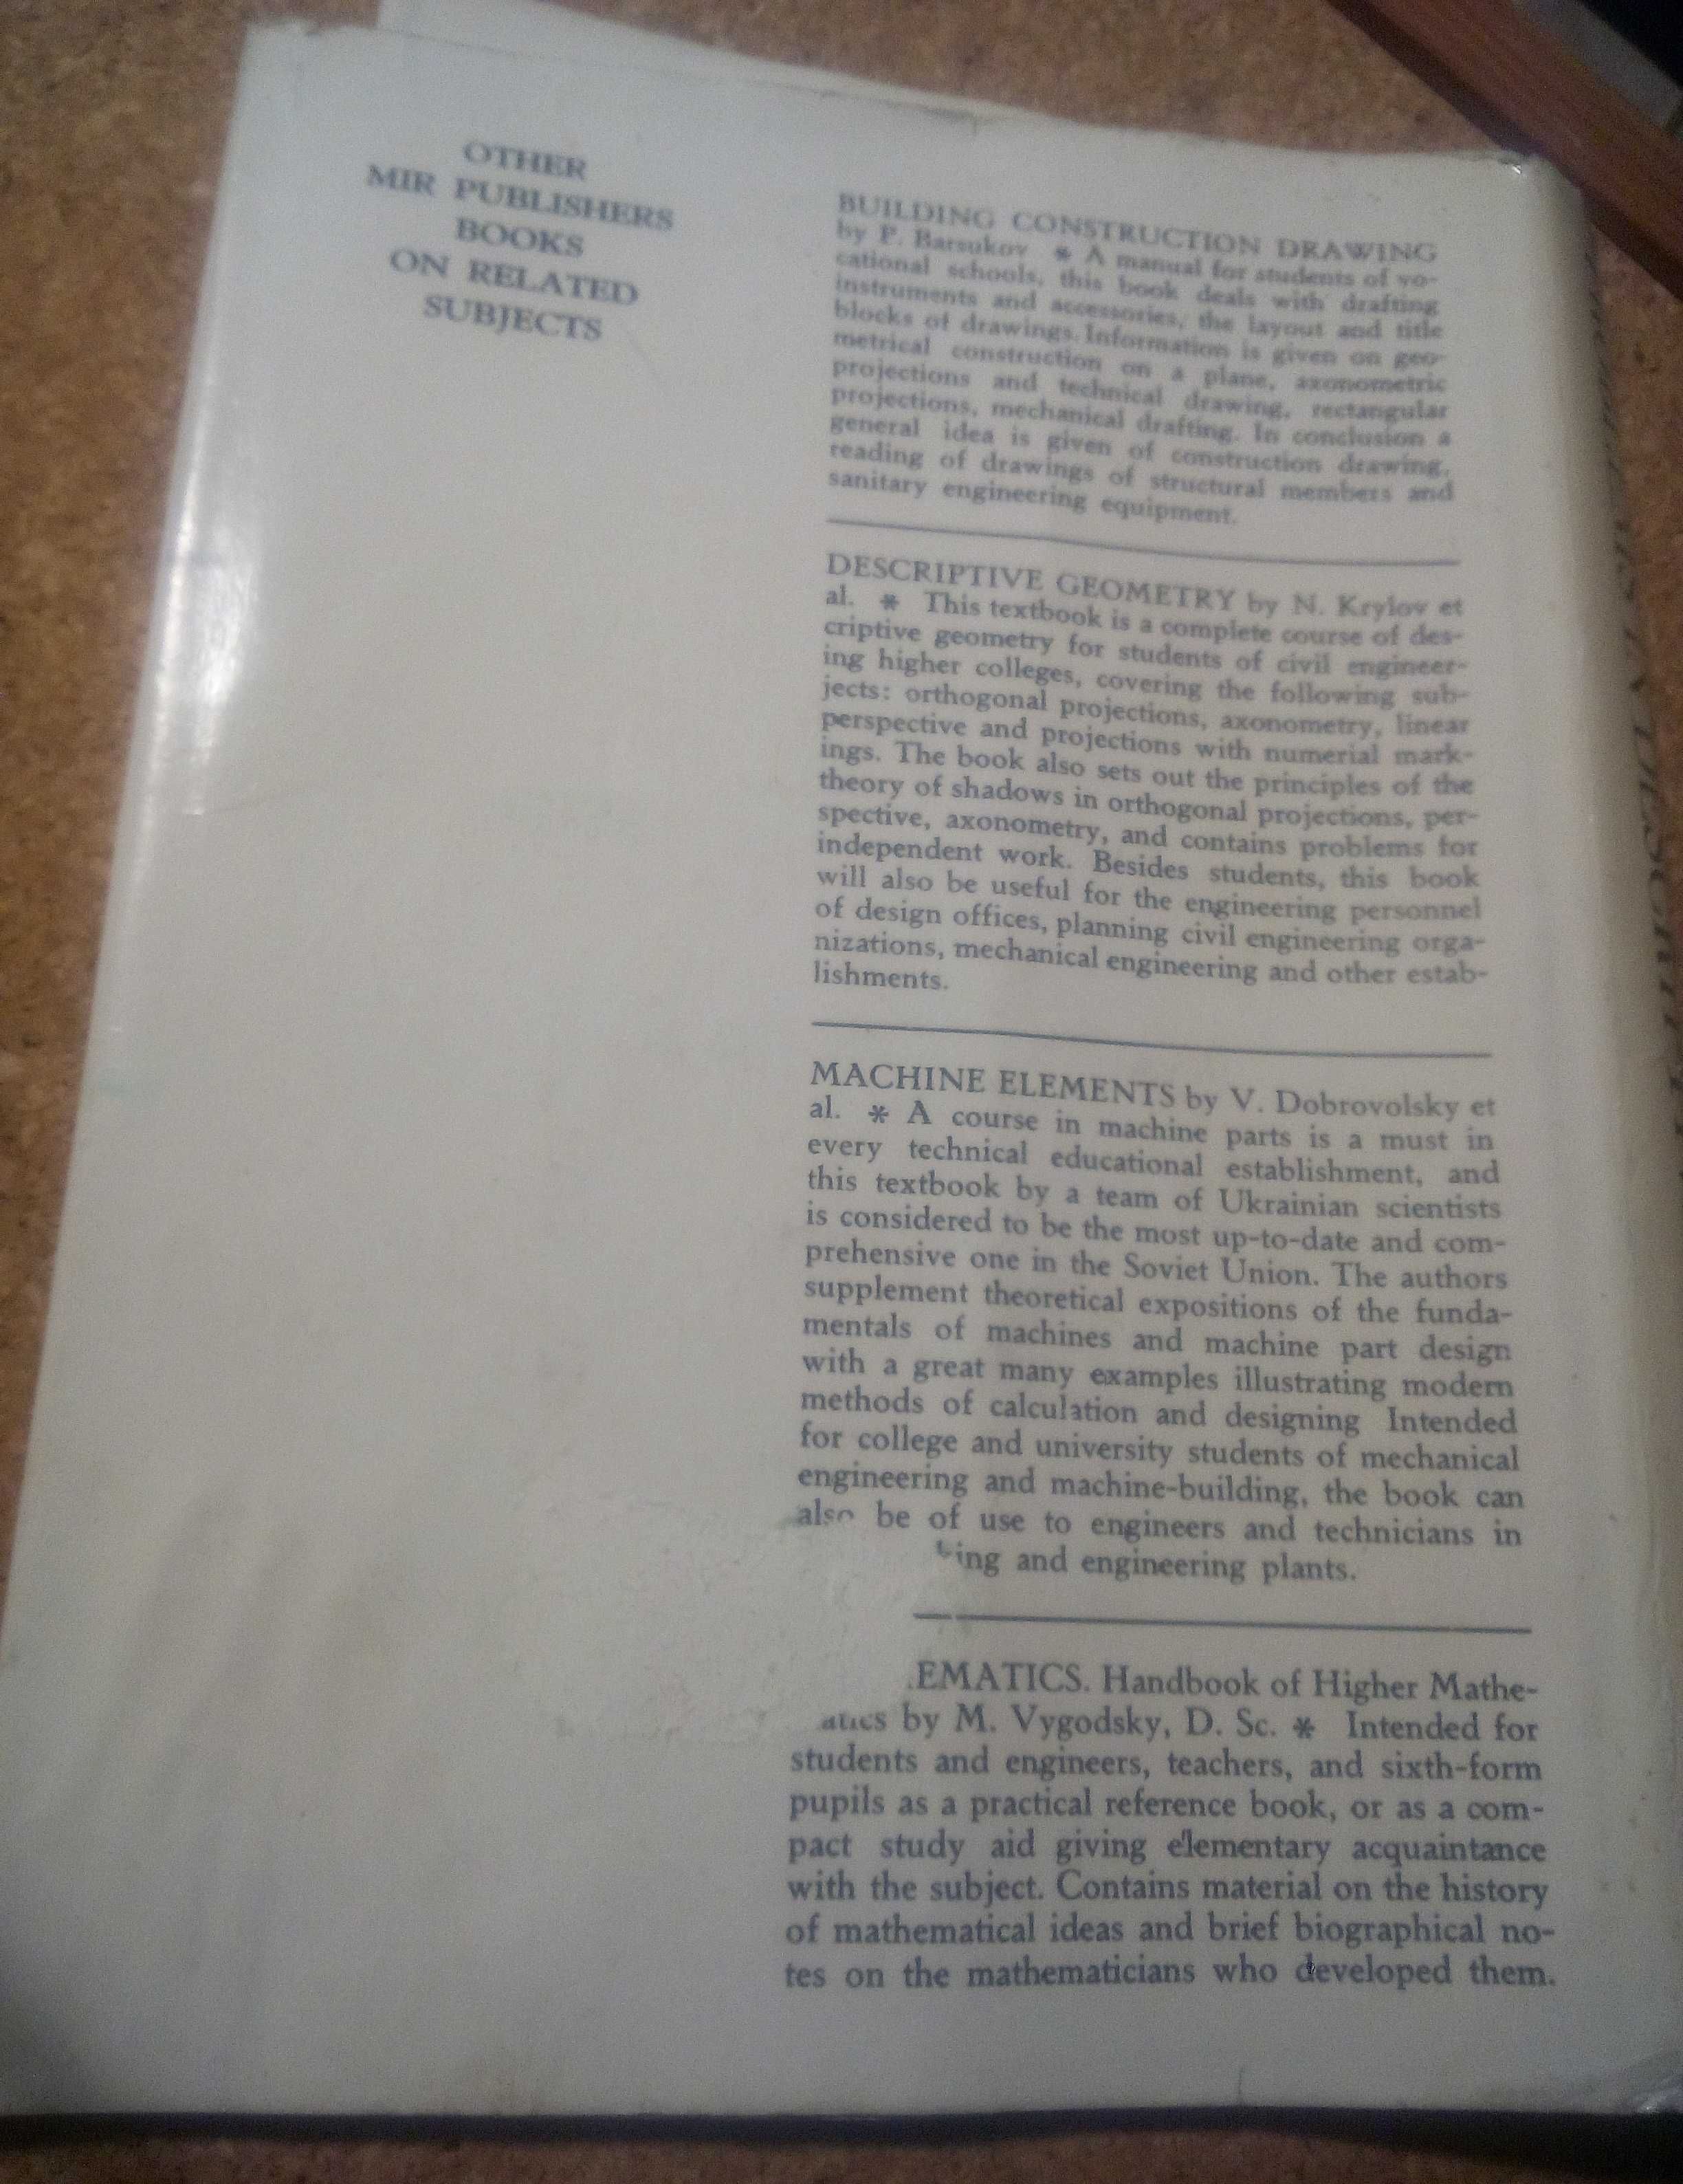 OTHER
MIR PUBLISHERS
BOOKS
ON RELATED
SUBJECTS
BUILDING CONSTRUCTION DRAWING
by P. Barsukov * A manual for students of vo-
cational schools, this book deals with drafting
instruments and accessories, the layout and title
blocks of drawings. Information is given on geo-
metrical construction on a plane, axonometric
projections and technical drawing, rectangular
projections, mechanical drafting. In conclusion a
general idea is given of construction drawing,
reading of drawings of structural members and
sanitary engineering equipment.
DESCRIPTIVE GEOMETRY by N. Krylov et
al. * This textbook is a complete course of des-
criptive geometry for students of civil engineer-
ing higher colleges, covering the following sub-
jects: orthogonal projections, axonometry, linear
perspective and projections with numerial mark-
ings. The book also sets out the principles of the
theory of shadows in orthogonal projections, per-
spective, axonometry, and contains problems for
independent work. Besides students, this book
will also be useful for the engineering personnel
of design offices, planning civil engineering orga-
nizations, mechanical engineering and other estab-
lishments.
MACHINE ELEMENTS by V. Dobrovolsky et
al. * A course in machine parts is a must in
every technical educational establishment, and
this textbook by a team of Ukrainian scientists
is considered to be the most up-to-date and com-
prehensive one in the Soviet Union. The authors
supplement theoretical expositions of the funda-
mentals of machines and machine part design
with a great many examples illustrating modern
methods of calculation and designing Intended
for college and university students of mechanical
engineering and machine-building, the book can
also be of use to engineers and technicians in
ing and engineering plants.
EMATICS. Handbook of Higher Mathe-
atics by M. Vygodsky, D. Sc. * Intended for
students and engineers, teachers, and sixth-form
pupils as a practical reference book, or as a com-
pact study aid giving elementary acquaintance
with the subject. Contains material on the history
of mathematical ideas and brief biographical no-
tes on the mathematicians who developed them.